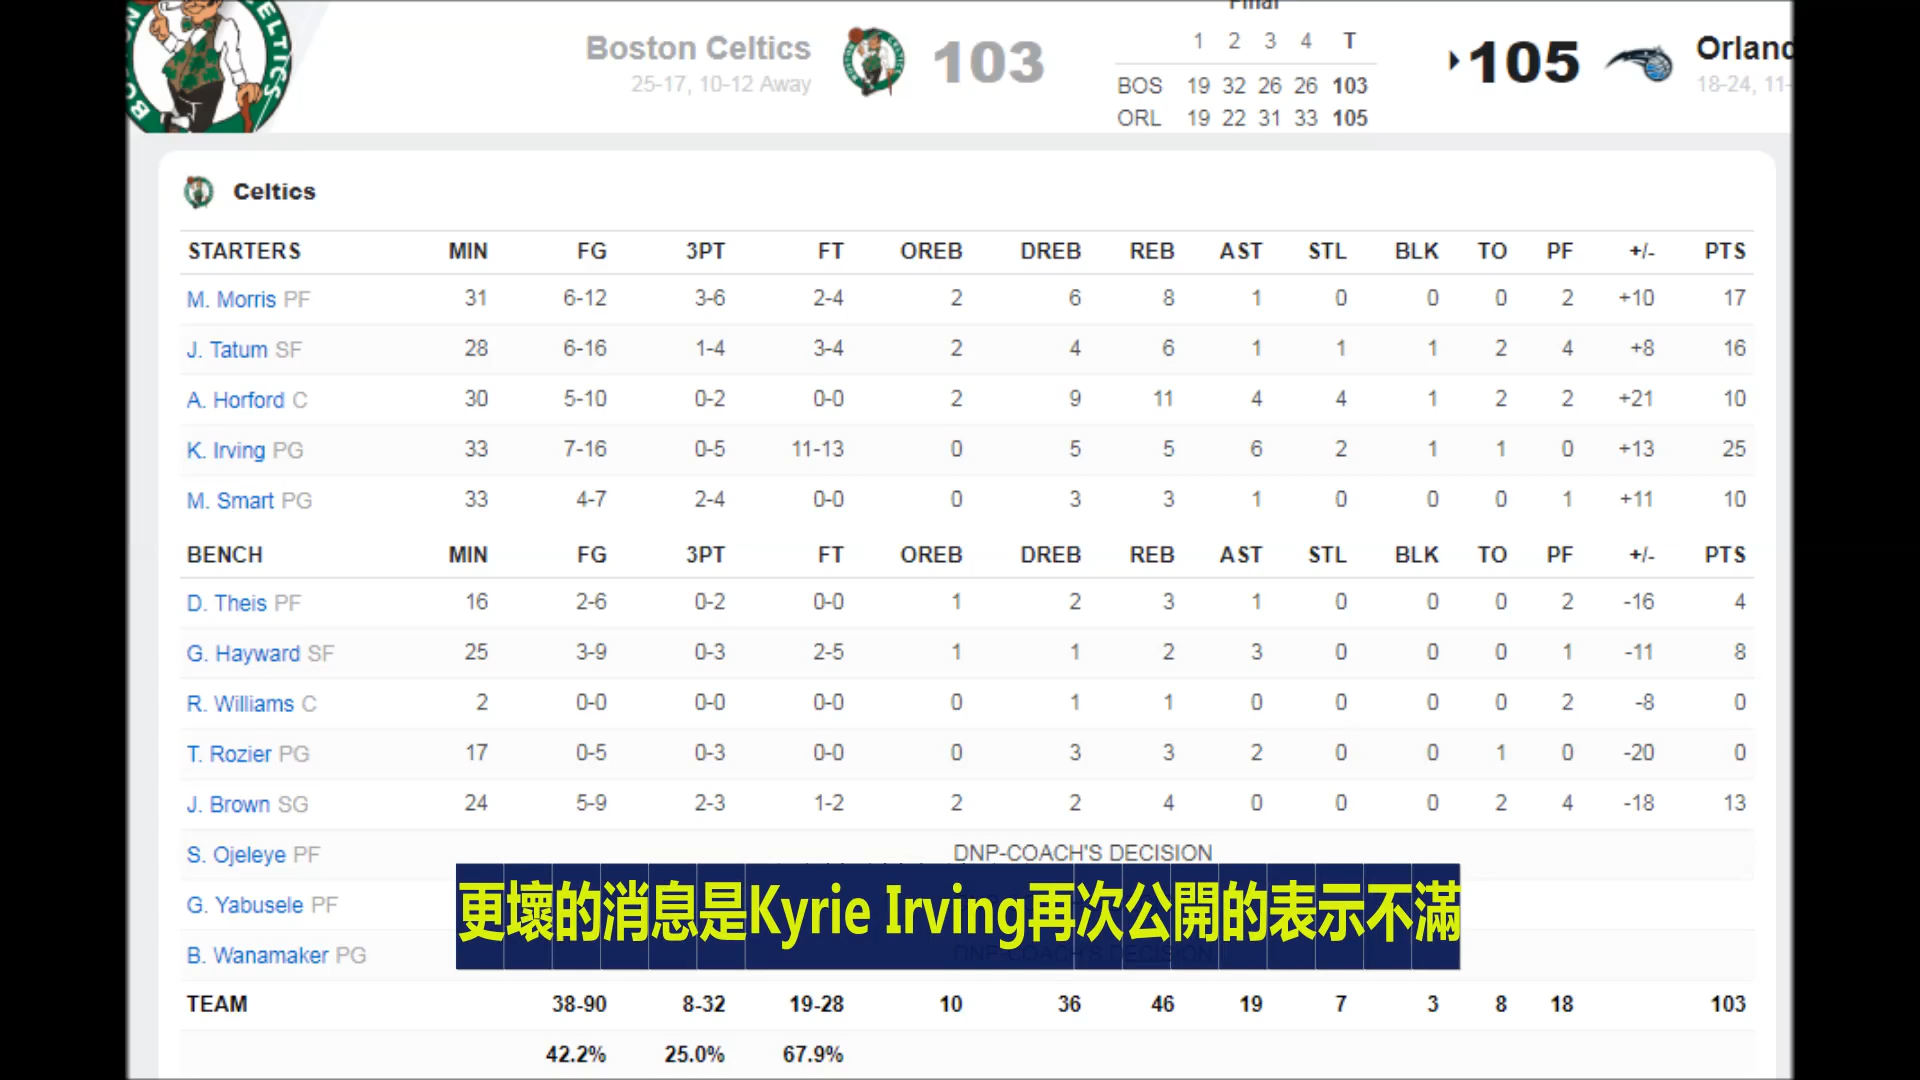 Final
Boston Celtics 103
25-17, 10-12 Away
1 2 3 4 T
BOS 19 32 26 26 103
ORL 19 22 31 33 105
105 Orland
18-24, 11-
CELTICS
BO
Celtics
STARTERS MIN FG 3PT FT OREB DREB REB AST STL BLK TO PF +/- PTS
M. Morris PF 31 6-12 3-6 2-4 2 6 8 1 0 0 0 2 +10 17
J. Tatum SF 28 6-16 1-4 3-4 2 4 6 1 1 1 2 4 +8 16
A. Horford C 30 5-10 0-2 0-0 2 9 11 4 4 1 2 2 +21 10
K. Irving PG 33 7-16 0-5 11-13 0 5 5 6 2 1 1 0 +13 25
M. Smart PG 33 4-7 2-4 0-0 0 3 3 1 0 0 0 1 +11 10
BENCH MIN FG 3PT FT OREB DREB REB AST STL BLK TO PF +/- PTS
D. Theis PF 16 2-6 0-2 0-0 1 2 3 1 0 0 0 2 -16 4
G. Hayward SF 25 3-9 0-3 2-5 1 1 2 3 0 0 0 1 -11 8
R. Williams C 2 0-0 0-0 0-0 0 1 1 0 0 0 0 2 -8 0
T. Rozier PG 17 0-5 0-3 0-0 0 3 3 2 0 0 1 0 -20 0
J. Brown SG 24 5-9 2-3 1-2 2 2 4 0 0 0 2 4 -18 13
S. Ojeleye PF DNP-COACH'S DECISION
G. Yabusele PF
更壞的消息是Kyrie Irving再次公開的表示不滿
B. Wanamaker PG DNP-COACH'S DECISION
TEAM 38-90 8-32 19-28 10 36 46 19 7 3 8 18 103
42.2% 25.0% 67.9%